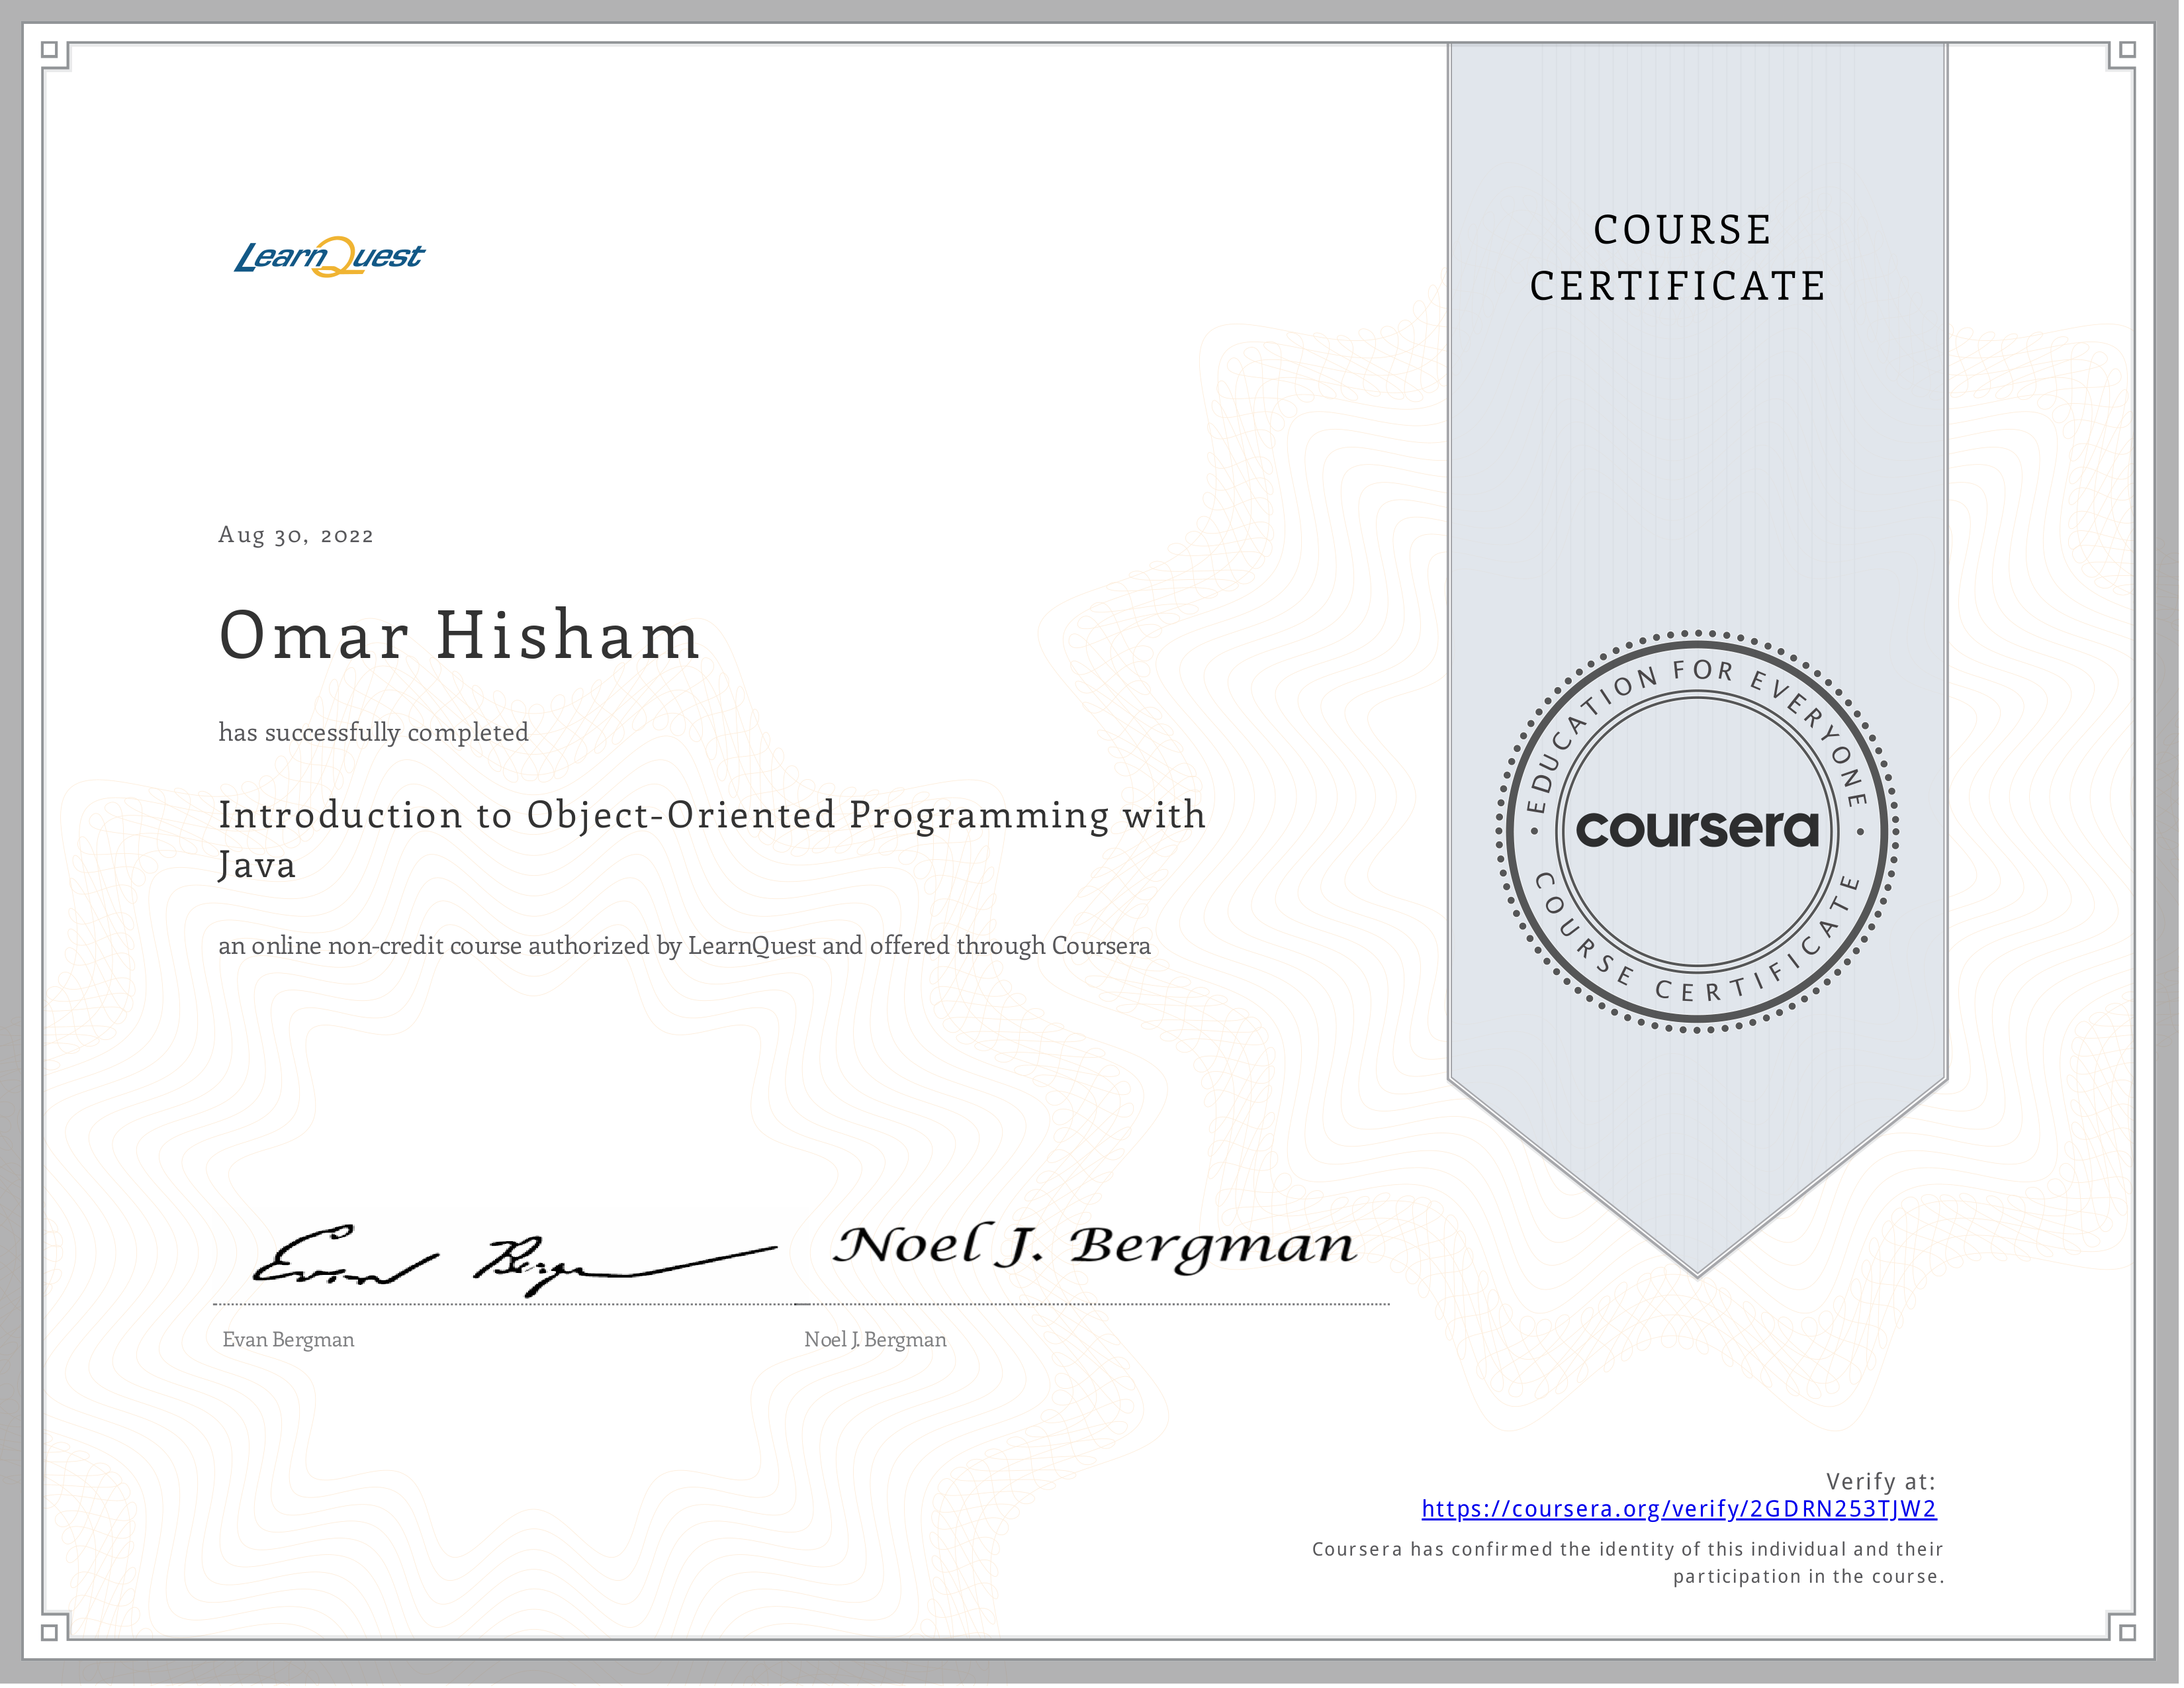 LearnQuest
COURSE
CERTIFICATE
Aug 30, 2022
Omar Hisham
has successfully completed
Introduction to Object-Oriented Programming with
Java
an online non-credit course authorized by LearnQuest and offered through Coursera
EDUCATION FOR EVERYONE
coursera
COURSE CERTIFICATE
Evan Bergman
Noel J. Bergman
Evan Bergman
Noel J. Bergman
Verify at:
https://coursera.org/verify/2GDRN253TJW2
Coursera has confirmed the identity of this individual and their
participation in the course.